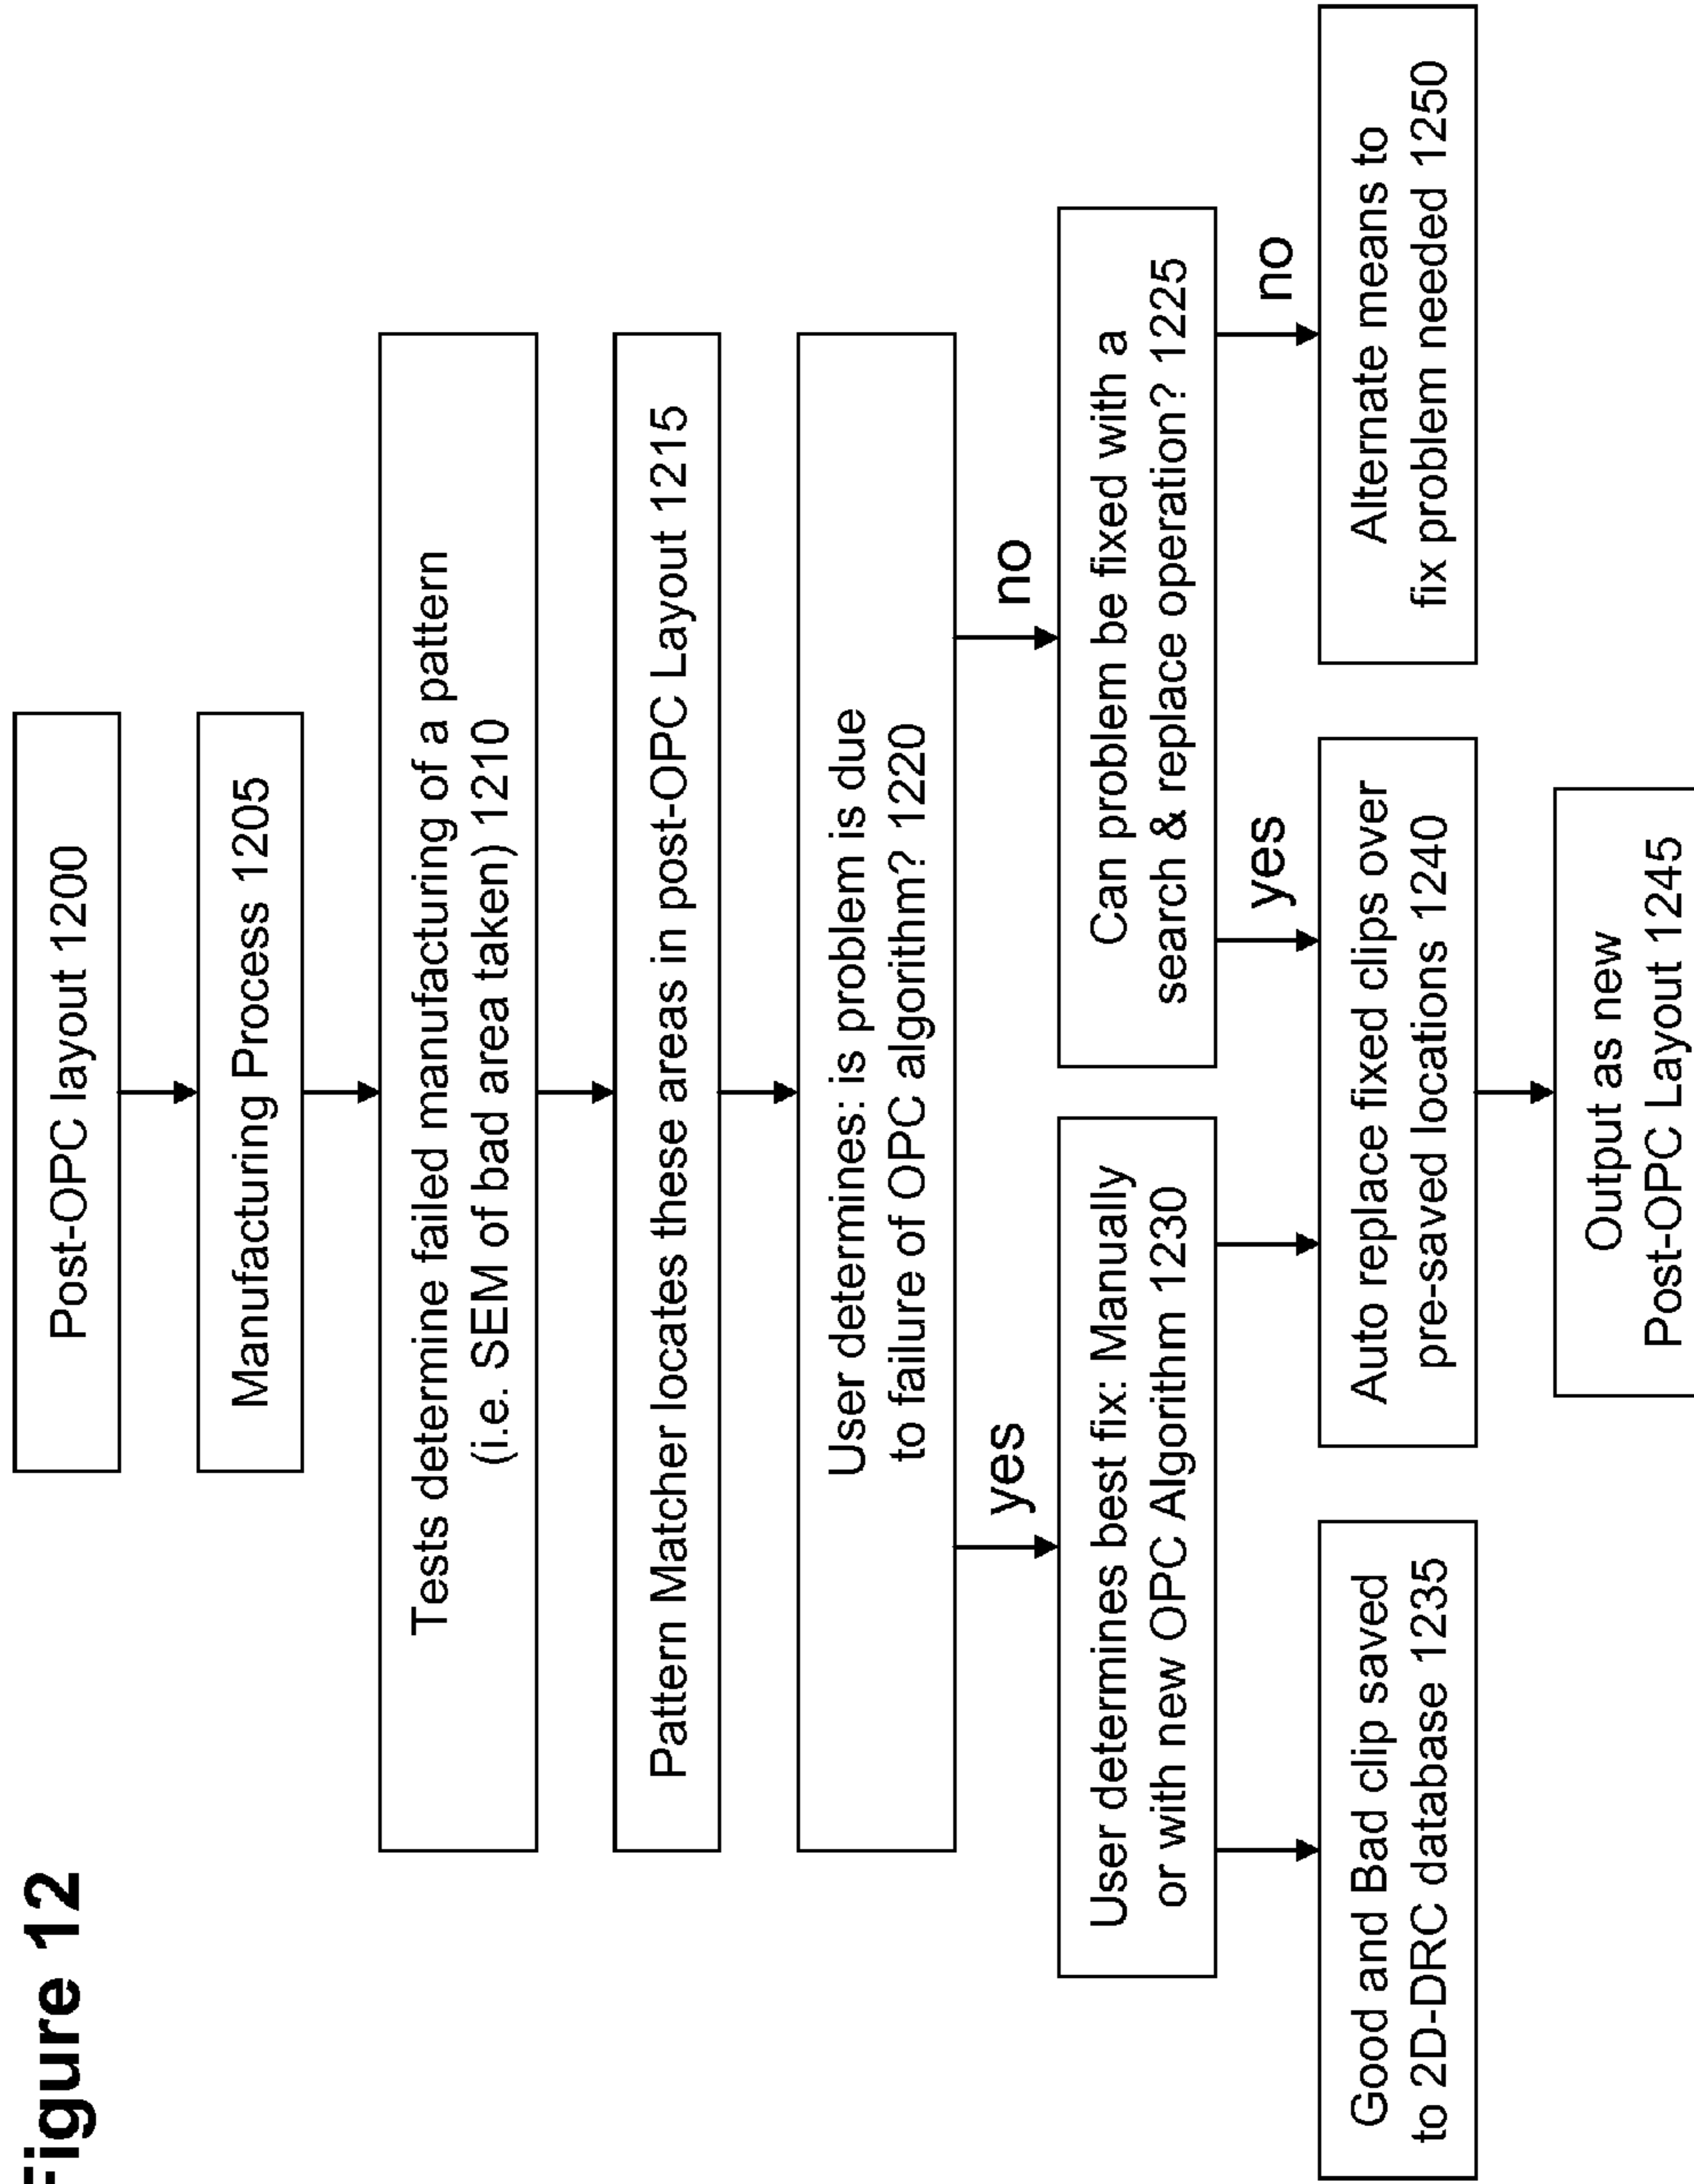 Figure 12
Post-OPC layout 1200
Manufacturing Process 1205
Tests determine failed manufacturing of a pattern
(i.e. SEM of bad area taken) 1210
Pattern Matcher locates these areas in post-OPC Layout 1215
User determines: is problem is due
to failure of OPC algorithm? 1220
yes
no
User determines best fix: Manually
or with new OPC Algorithm 1230
Can problem be fixed with a
search & replace operation? 1225
yes
no
Good and Bad clip saved
to 2D-DRC database 1235
Auto replace fixed clips over
pre-saved locations 1240
Alternate means to
fix problem needed 1250
Output as new
Post-OPC Layout 1245